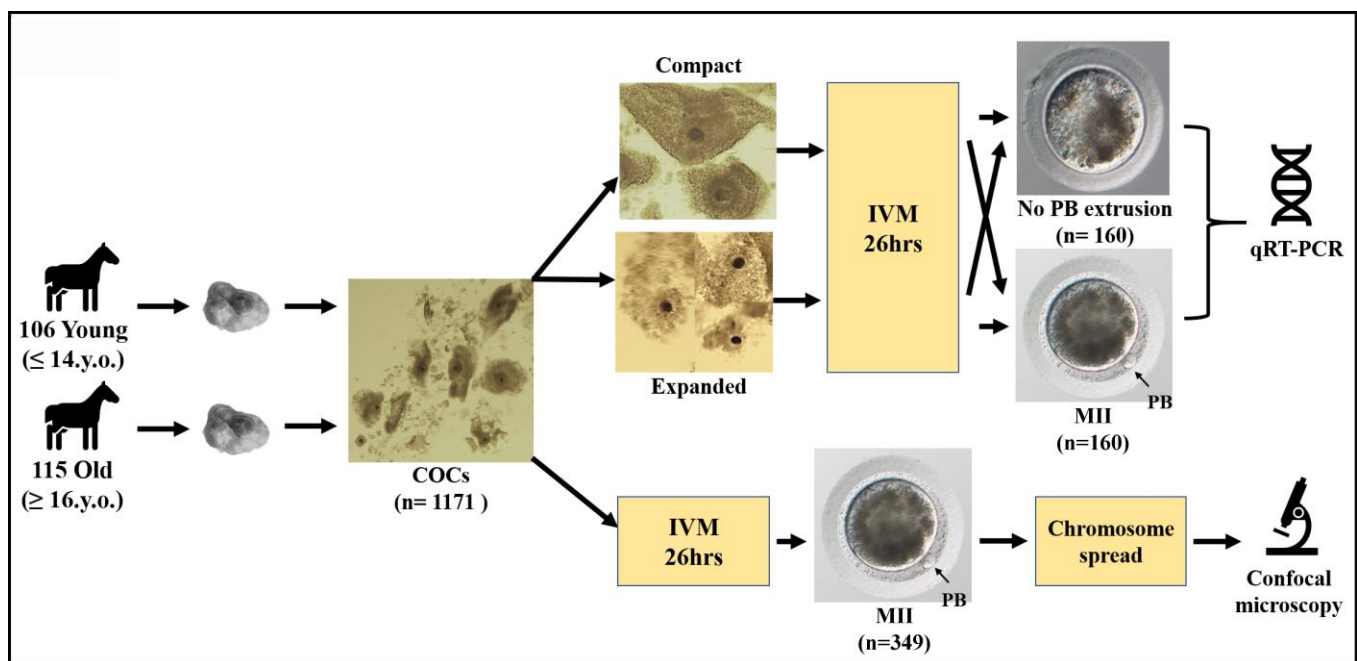 106 Young
(≤ 14.y.o.)
115 Old
(≥ 16.y.o.)
COCs
(n= 1171 )
Compact
Expanded
IVM
26hrs
No PB extrusion
(n= 160)
PB
MII
(n=160)
qRT-PCR
IVM
26hrs
PB
MII
(n=349)
Chromosome
spread
Confocal
microscopy